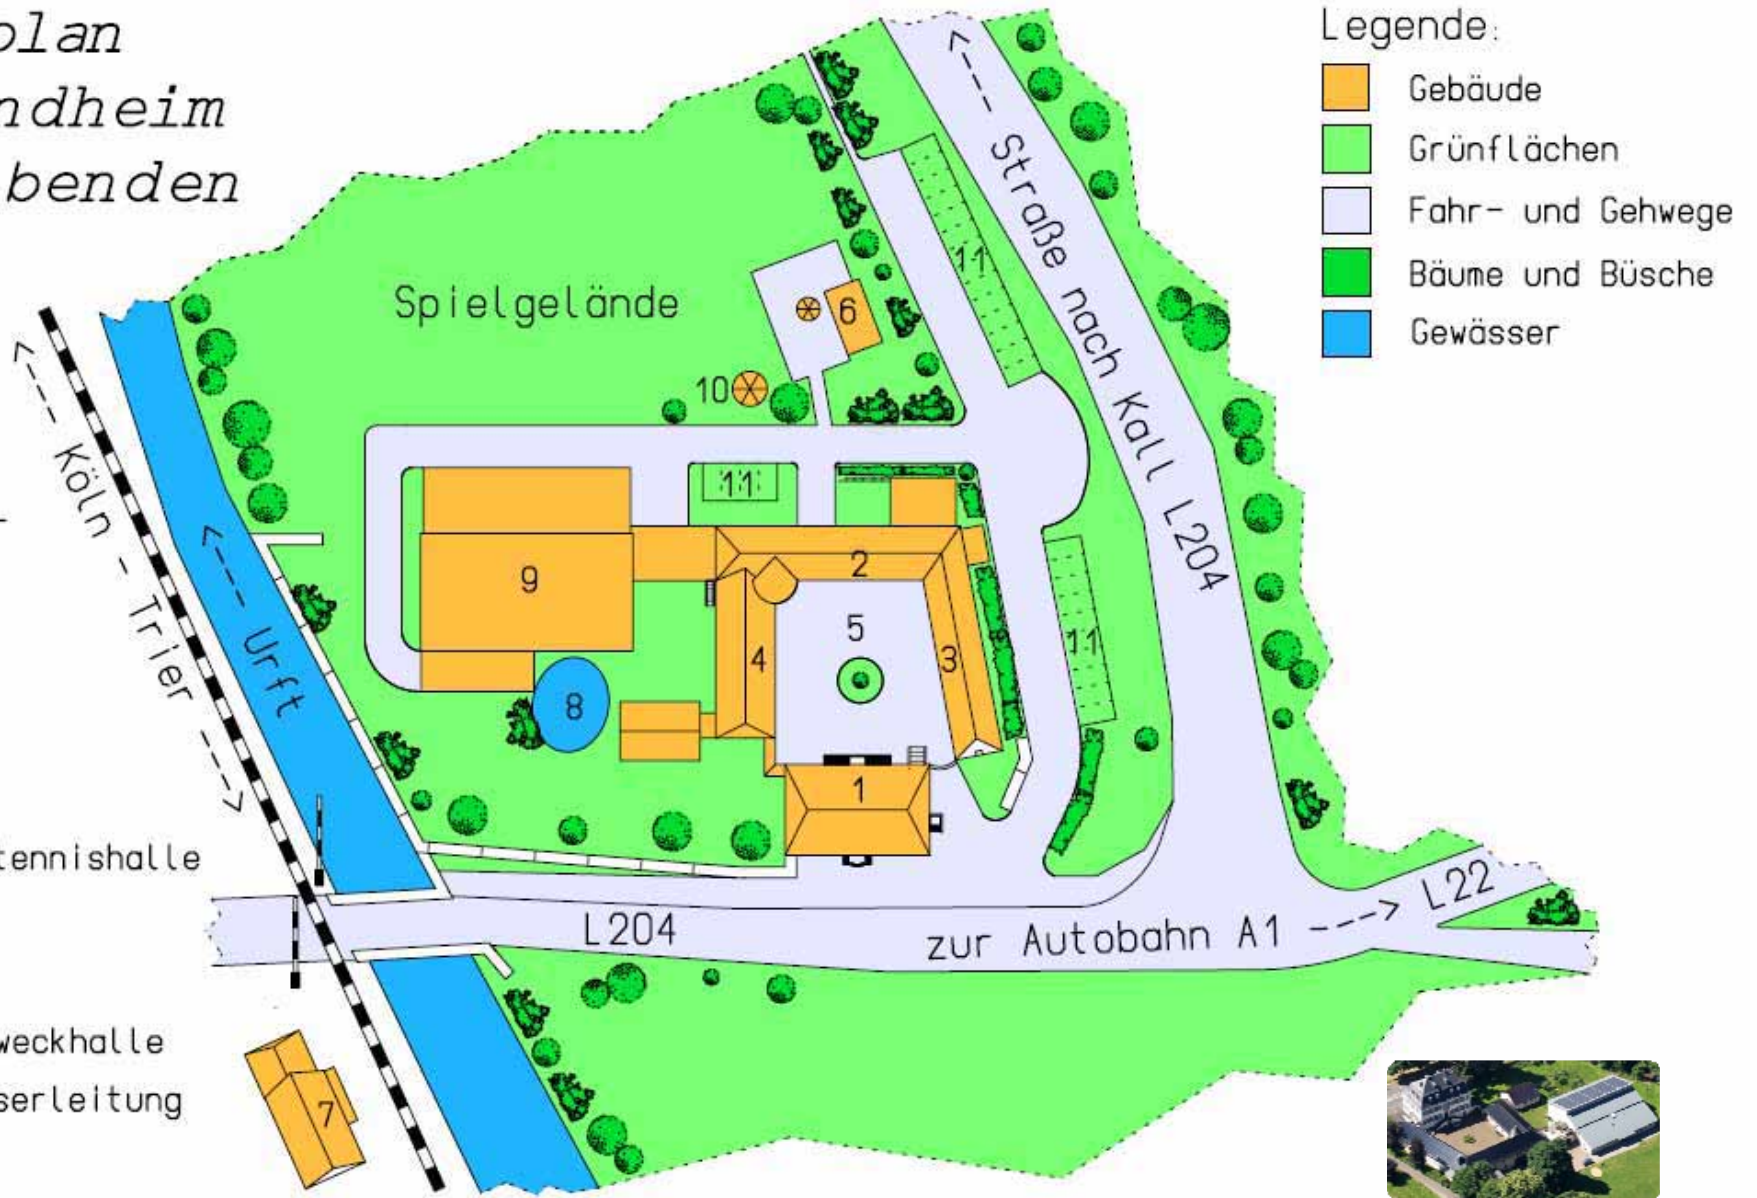 plan
ndheim
benden
Legende:
Gebäude
Grünflächen
Fahr- und Gehwege
Bäume und Büsche
Gewässer
Spielgelände
Straße nach Kall L204
Köln - Trier
Urft
L204
zur Autobahn A1
L22
tennishalle
weckhalle
serleitung
6
10
11
11
11
9
2
5
4
3
8
1
7